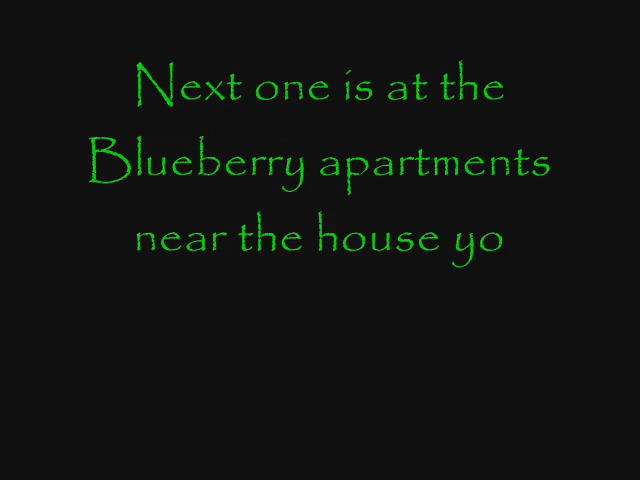 Next one is at the
Blueberry apartments
near the house yo